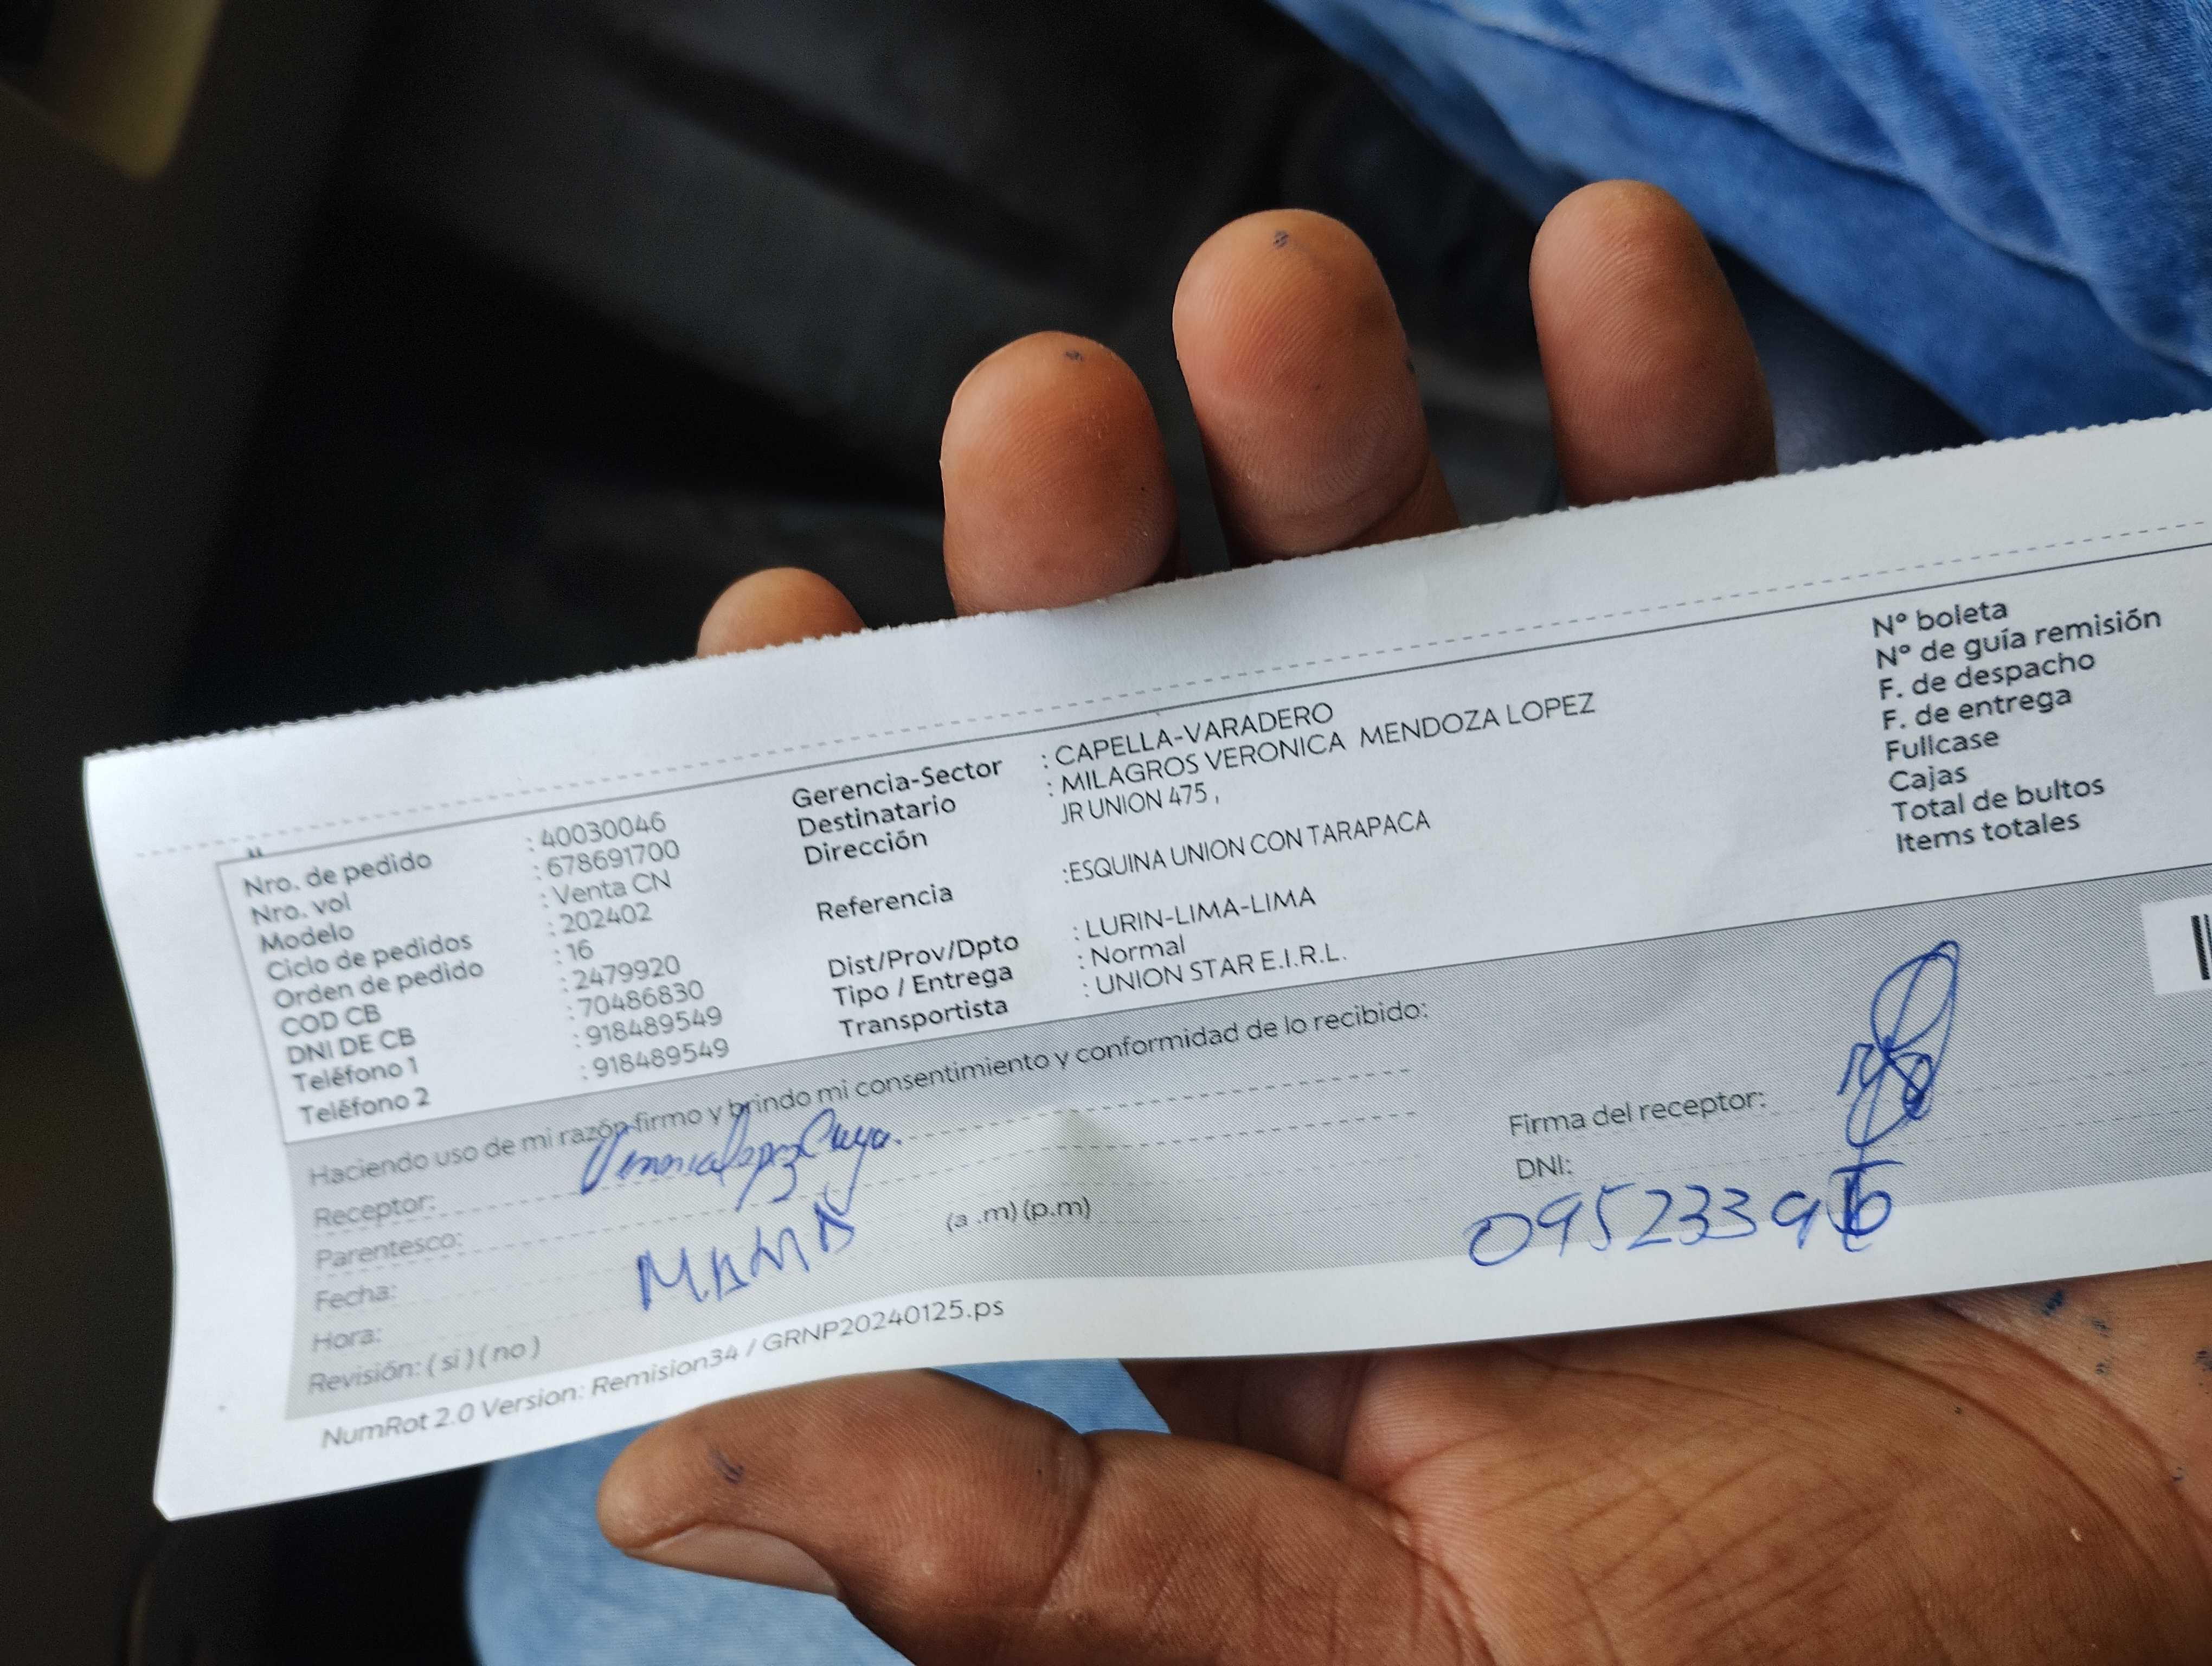 Nro. de pedido : 40030046
Nro. vol : 678691700
Modelo : Venta CN
Ciclo de pedidos : 202402
Orden de pedido : 16
COD CB : 2479920
DNI DE CB : 70486830
Teléfono 1 : 918489549
Teléfono 2 : 918489549
Gerencia-Sector : CAPELLA-VARADERO
Destinatario : MILAGROS VERONICA MENDOZA LOPEZ
Dirección JR UNION 475 ,
Referencia :ESQUINA UNION CON TARAPACA
Dist/Prov/Dpto : LURIN-LIMA-LIMA
Tipo / Entrega : Normal
Transportista : UNION STAR E.I.R.L.
N° boleta
N° de guía remisión
F. de despacho
F. de entrega
Fullcase
Cajas
Total de bultos
Items totales
Haciendo uso de mi razón firmo y brindo mi consentimiento y conformidad de lo recibido:
Receptor: Veronica Lopez
Parentesco: MAMA
Fecha:
Hora: (a .m) (p.m)
Revisión: ( si ) ( no )
Firma del receptor:
DNI:
NumRot 2.0 Version: Remision34 / GRNP20240125.ps